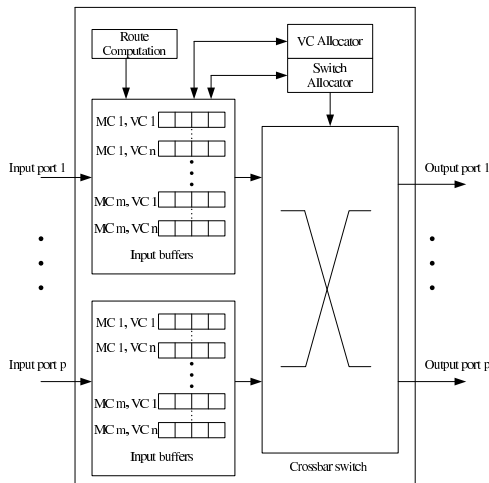 Route
Computation
VC Allocator
Switch
Allocator
MC 1, VC 1
MC 1, VC n
MC m, VC 1
MC m, VC n
Input buffers
Input port 1
Output port 1
MC 1, VC 1
MC 1, VC n
MC m, VC 1
MC m, VC n
Input buffers
Input port p
Output port p
Crossbar switch